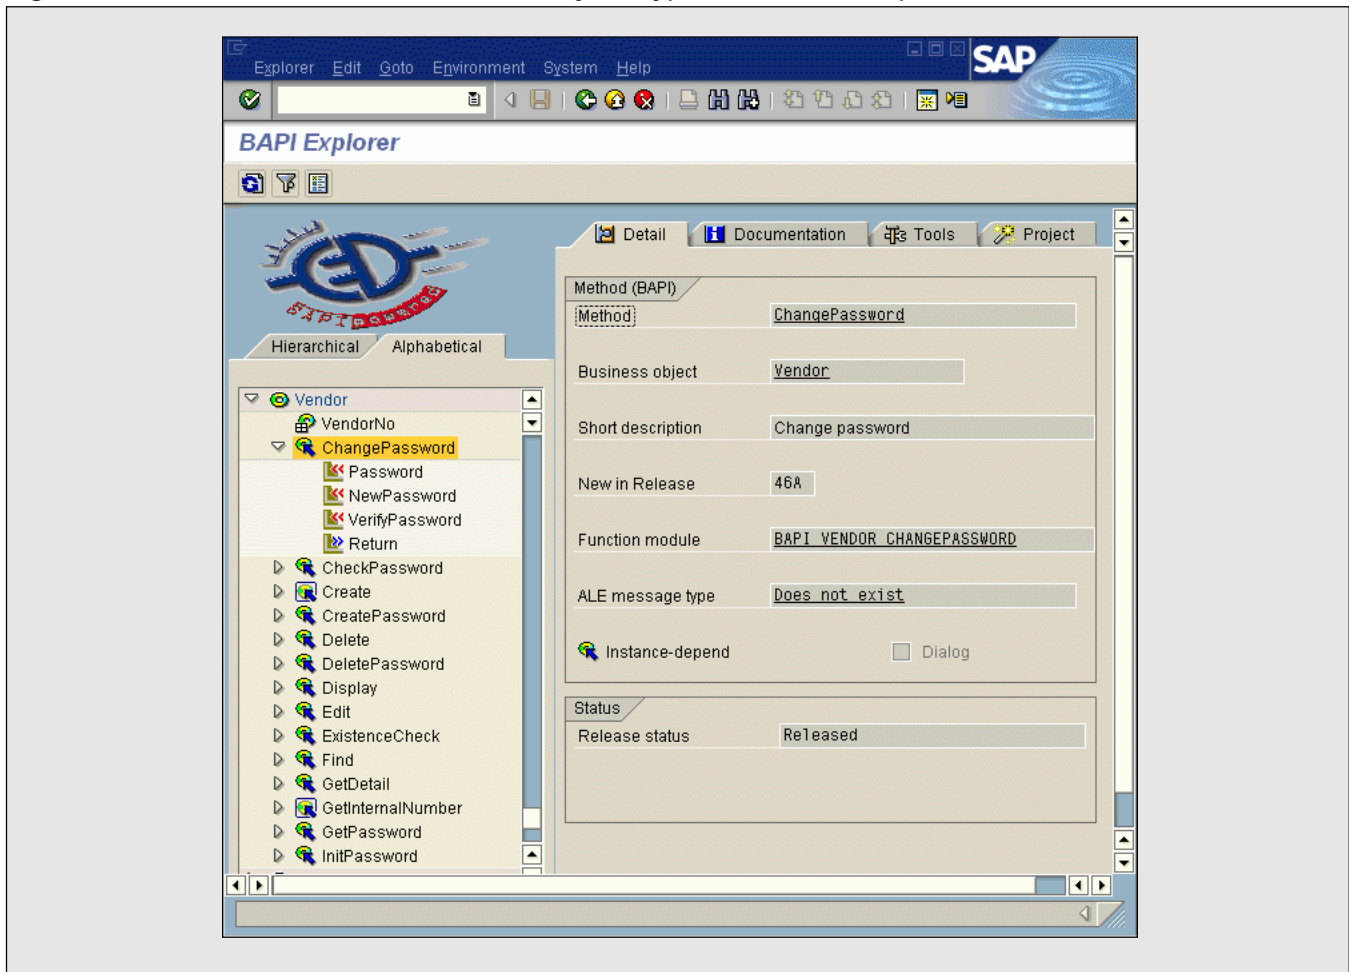 Explorer Edit Goto Environment System Help
SAP
BAPI Explorer
BAPIpowered
Hierarchical Alphabetical
Vendor
VendorNo
ChangePassword
Password
NewPassword
VerifyPassword
Return
CheckPassword
Create
CreatePassword
Delete
DeletePassword
Display
Edit
ExistenceCheck
Find
GetDetail
GetInternalNumber
GetPassword
InitPassword
Detail Documentation Tools Project
Method (BAPI)
Method ChangePassword
Business object Vendor
Short description Change password
New in Release 46A
Function module BAPI_VENDOR_CHANGEPASSWORD
ALE message type Does not exist
Instance-depend Dialog
Status
Release status Released